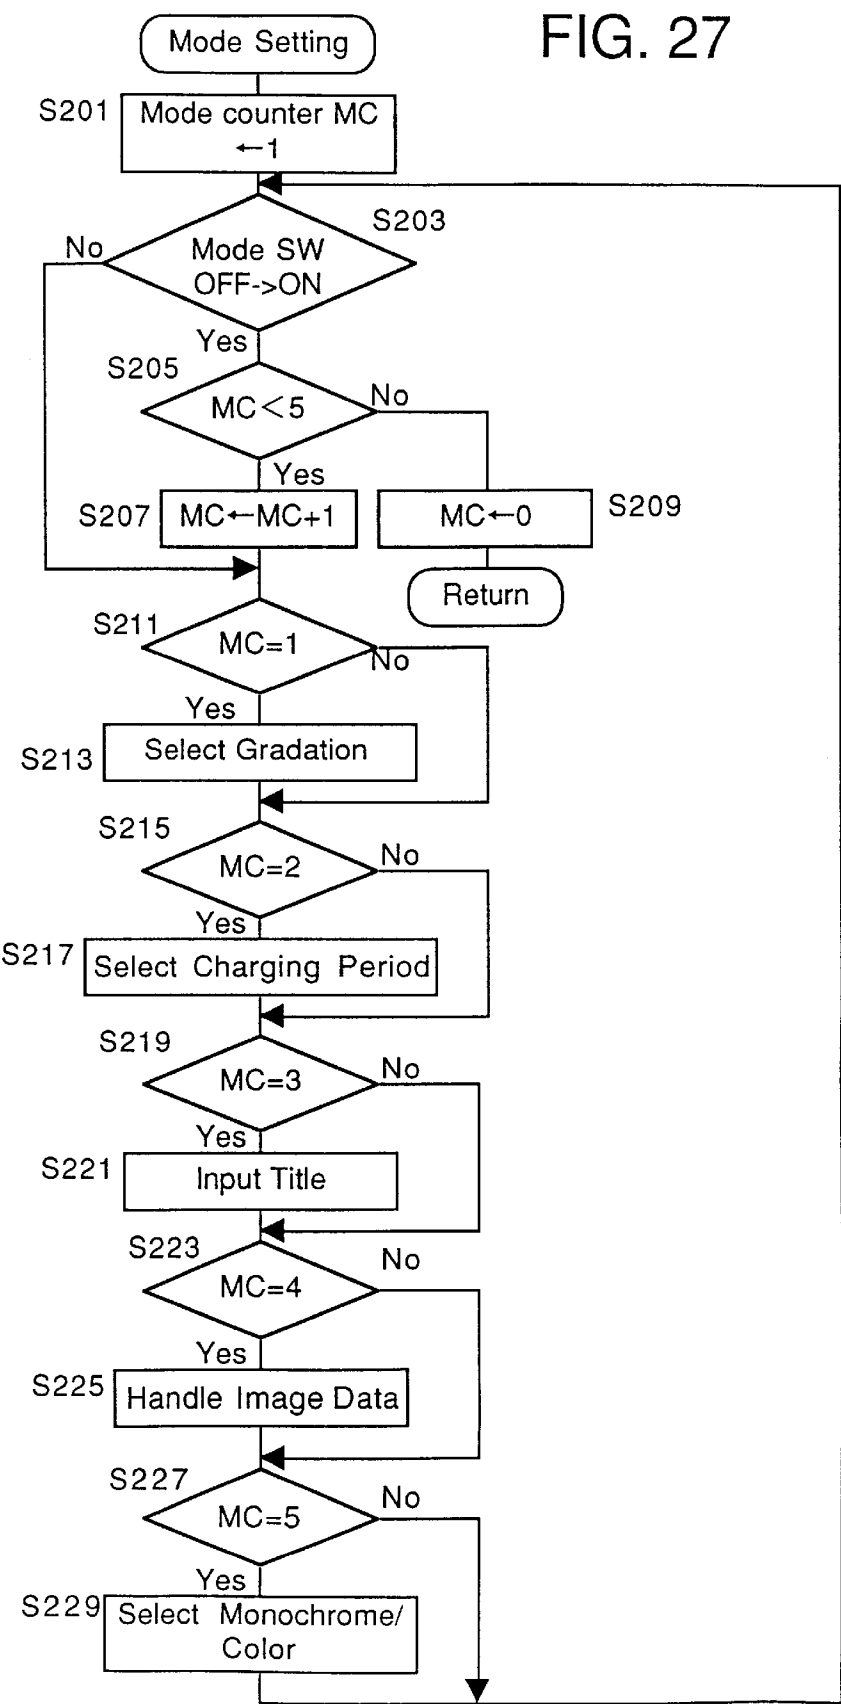 FIG. 27
Mode Setting
S201
Mode counter MC
←1
S203
No
Mode SW
OFF->ON
Yes
S205
MC<5
No
Yes
S207
MC←MC+1
MC←0
S209
Return
S211
MC=1
No
Yes
S213
Select Gradation
S215
MC=2
No
Yes
S217
Select Charging Period
S219
MC=3
No
Yes
S221
Input Title
S223
MC=4
No
Yes
S225
Handle Image Data
S227
MC=5
No
Yes
S229
Select Monochrome/
Color